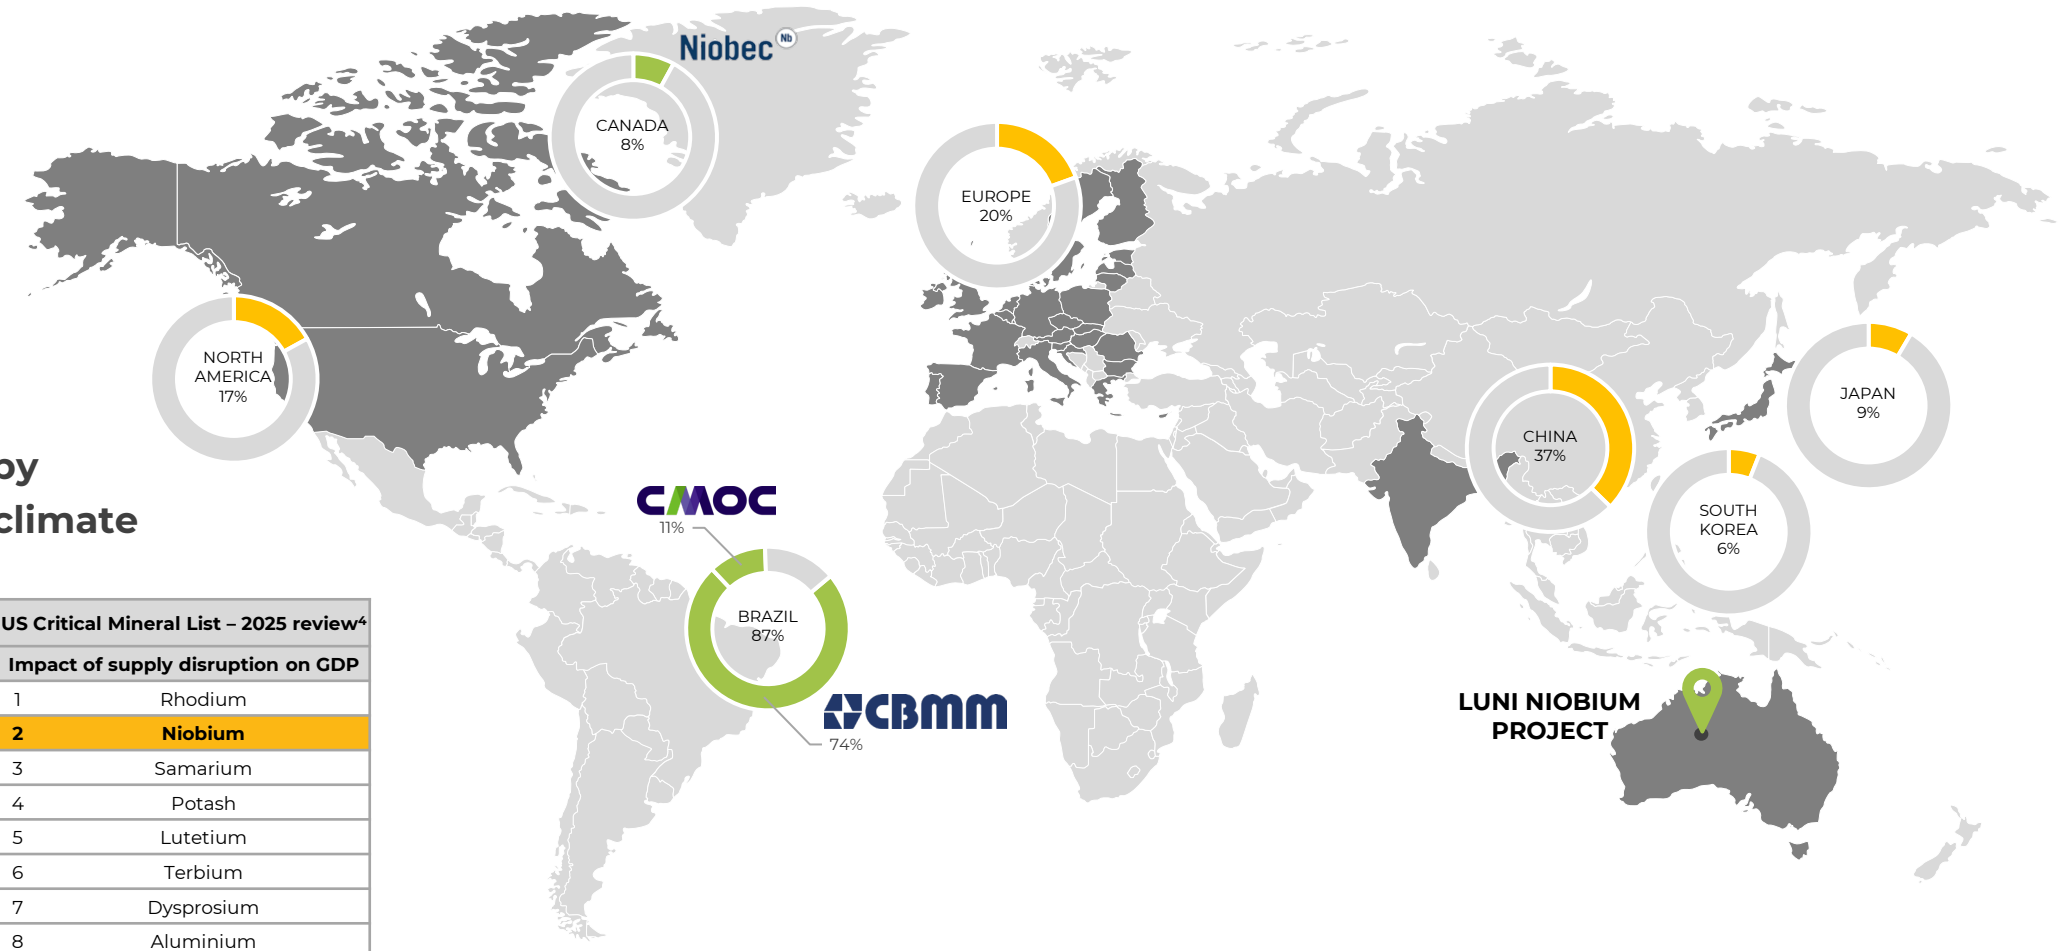 Niobec Nb
CANADA
8%
EUROPE
20%
NORTH
AMERICA
17%
JAPAN
9%
CHINA
37%
SOUTH
KOREA
6%
by
climate
CMOC
11%
BRAZIL
87%
CBMM
74%
LUNI NIOBIUM
PROJECT
US Critical Mineral List – 2025 review⁴
Impact of supply disruption on GDP
1 Rhodium
2 Niobium
3 Samarium
4 Potash
5 Lutetium
6 Terbium
7 Dysprosium
8 Aluminium